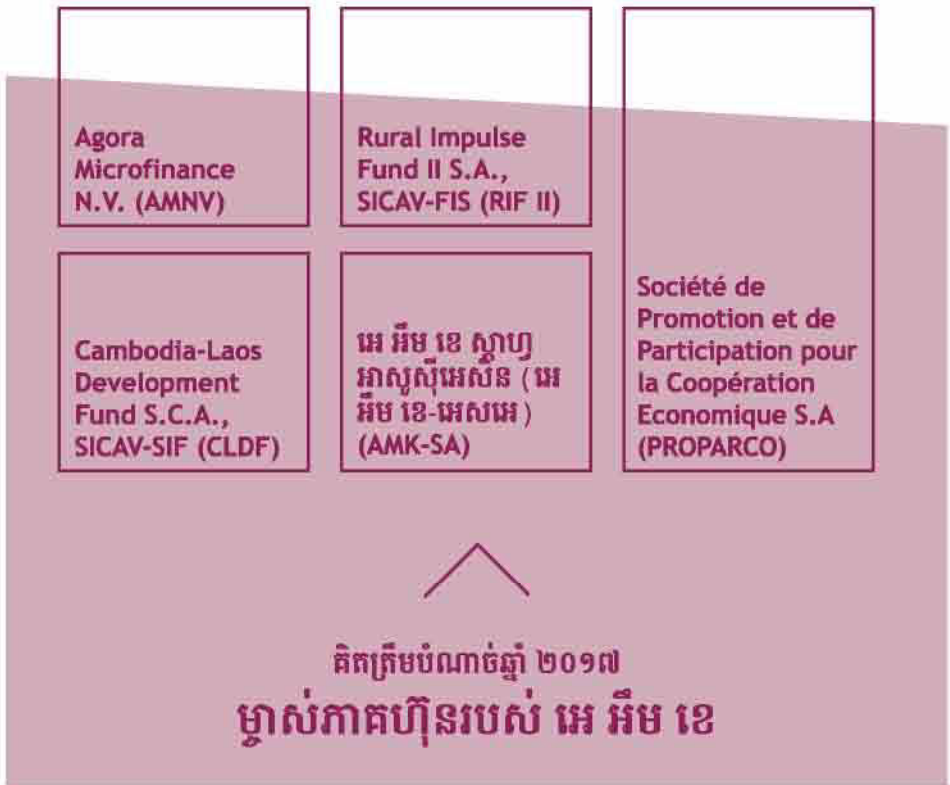 Agora
Microfinance
N.V. (AMNV)
Rural Impulse
Fund II S.A.,
SICAV-FIS (RIF II)
Cambodia-Laos
Development
Fund S.C.A.,
SICAV-SIF (CLDF)
អេ អឹម ខេ ស្តាហ្វ
អាសូស៊ីអេសិន (អេ
អឹម ខេ-អេសអេ)
(AMK-SA)
Société de
Promotion et de
Participation pour
la Coopération
Economique S.A
(PROPARCO)
គិតត្រឹមបំណាច់ឆ្នាំ ២០១៧
ម្ចាស់ភាគហ៊ុនរបស់ អេ អឹម ខេ